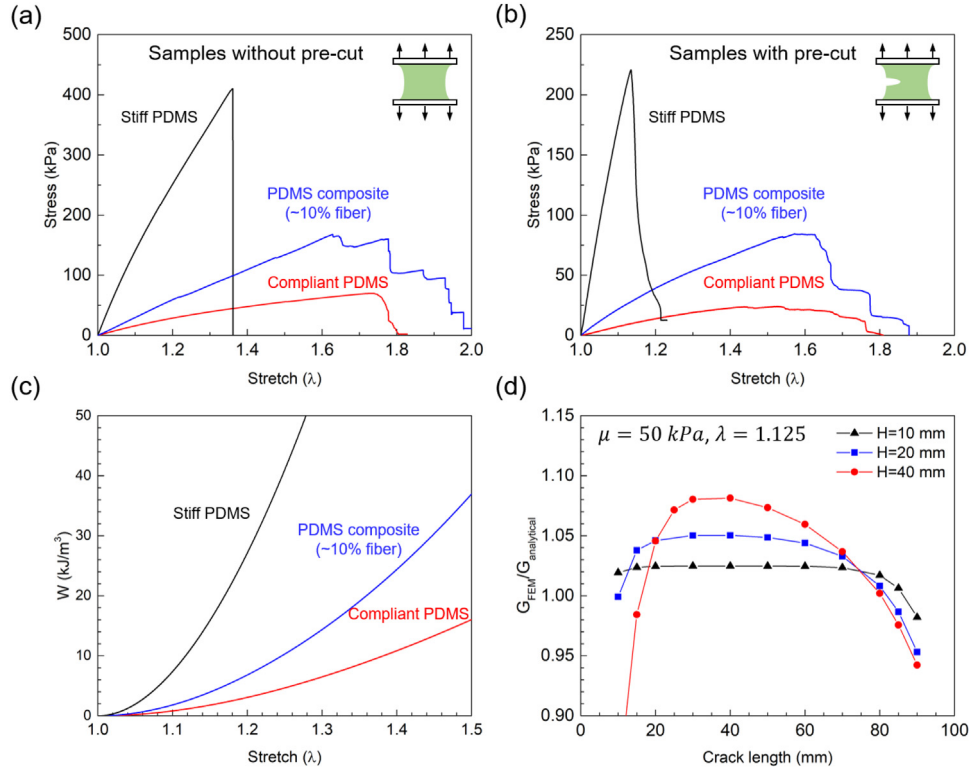 (a)
500
400
300
200
100
0
Stress (kPa)
Samples without pre-cut
Stiff PDMS
PDMS composite
(~10% fiber)
Compliant PDMS
1.0
1.2
1.4
1.6
1.8
2.0
Stretch (λ)
(b)
250
200
150
100
50
0
Stress (kPa)
Samples with pre-cut
Stiff PDMS
PDMS composite
(~10% fiber)
Compliant PDMS
1.0
1.2
1.4
1.6
1.8
2.0
Stretch (λ)
(c)
50
40
30
20
10
0
W (kJ/m³)
Stiff PDMS
PDMS composite
(~10% fiber)
Compliant PDMS
1.0
1.1
1.2
1.3
1.4
1.5
Stretch (λ)
(d)
1.15
1.10
1.05
1.00
0.95
0.90
G_FEM/G_analytical
μ = 50 kPa, λ = 1.125
H=10 mm
H=20 mm
H=40 mm
0
20
40
60
80
100
Crack length (mm)